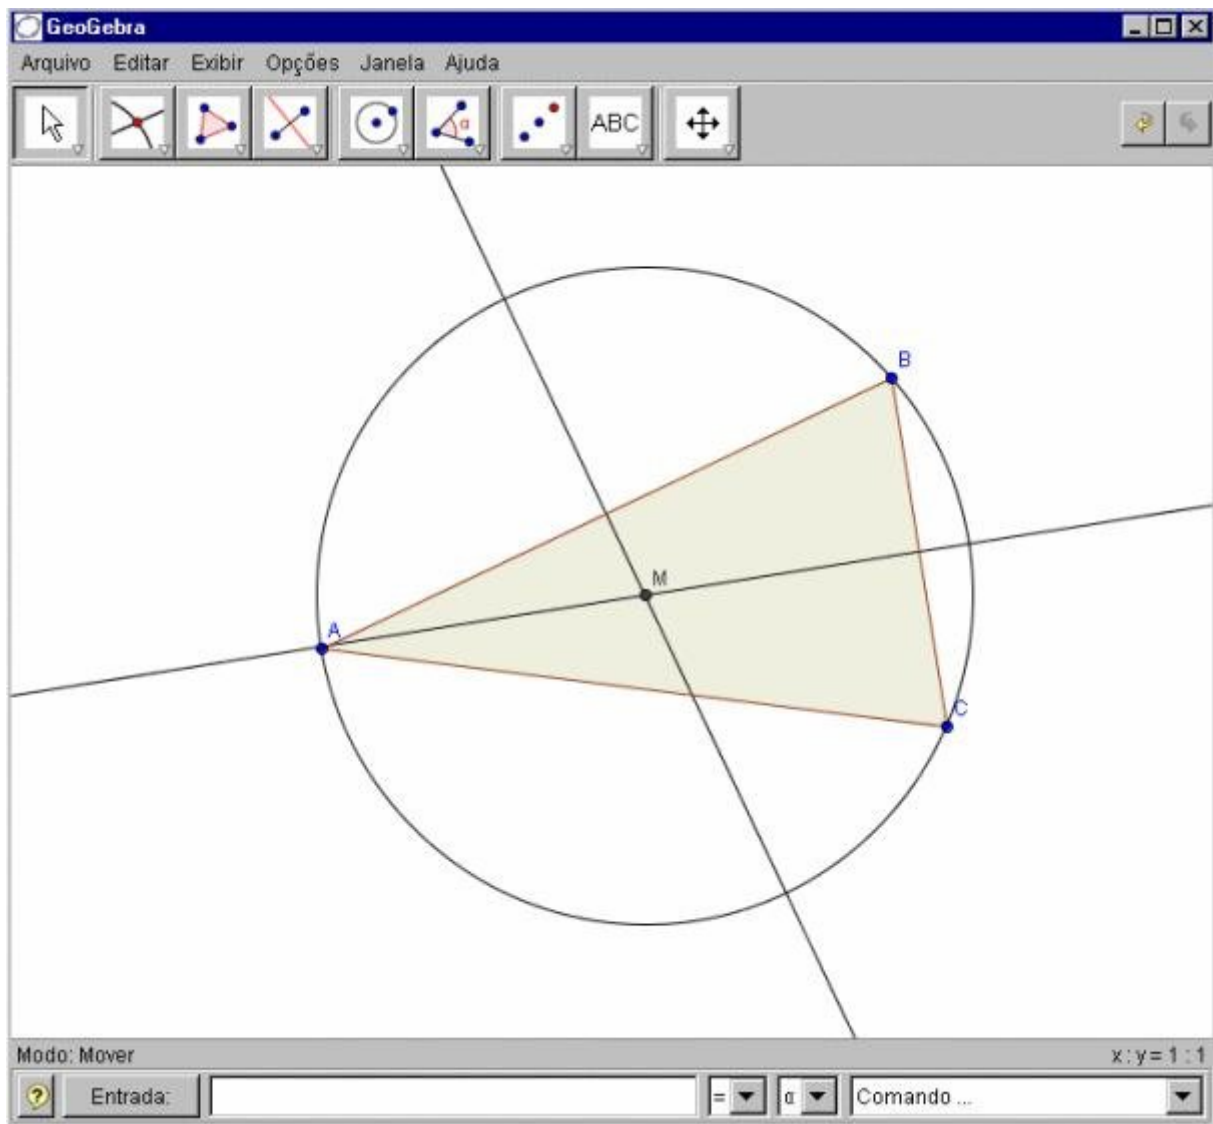 GeoGebra
Arquivo Editar Exibir Opções Janela Ajuda
α ABC
B
M
A
C
Modo: Mover x : y = 1 : 1
? Entrada: = α Comando ...